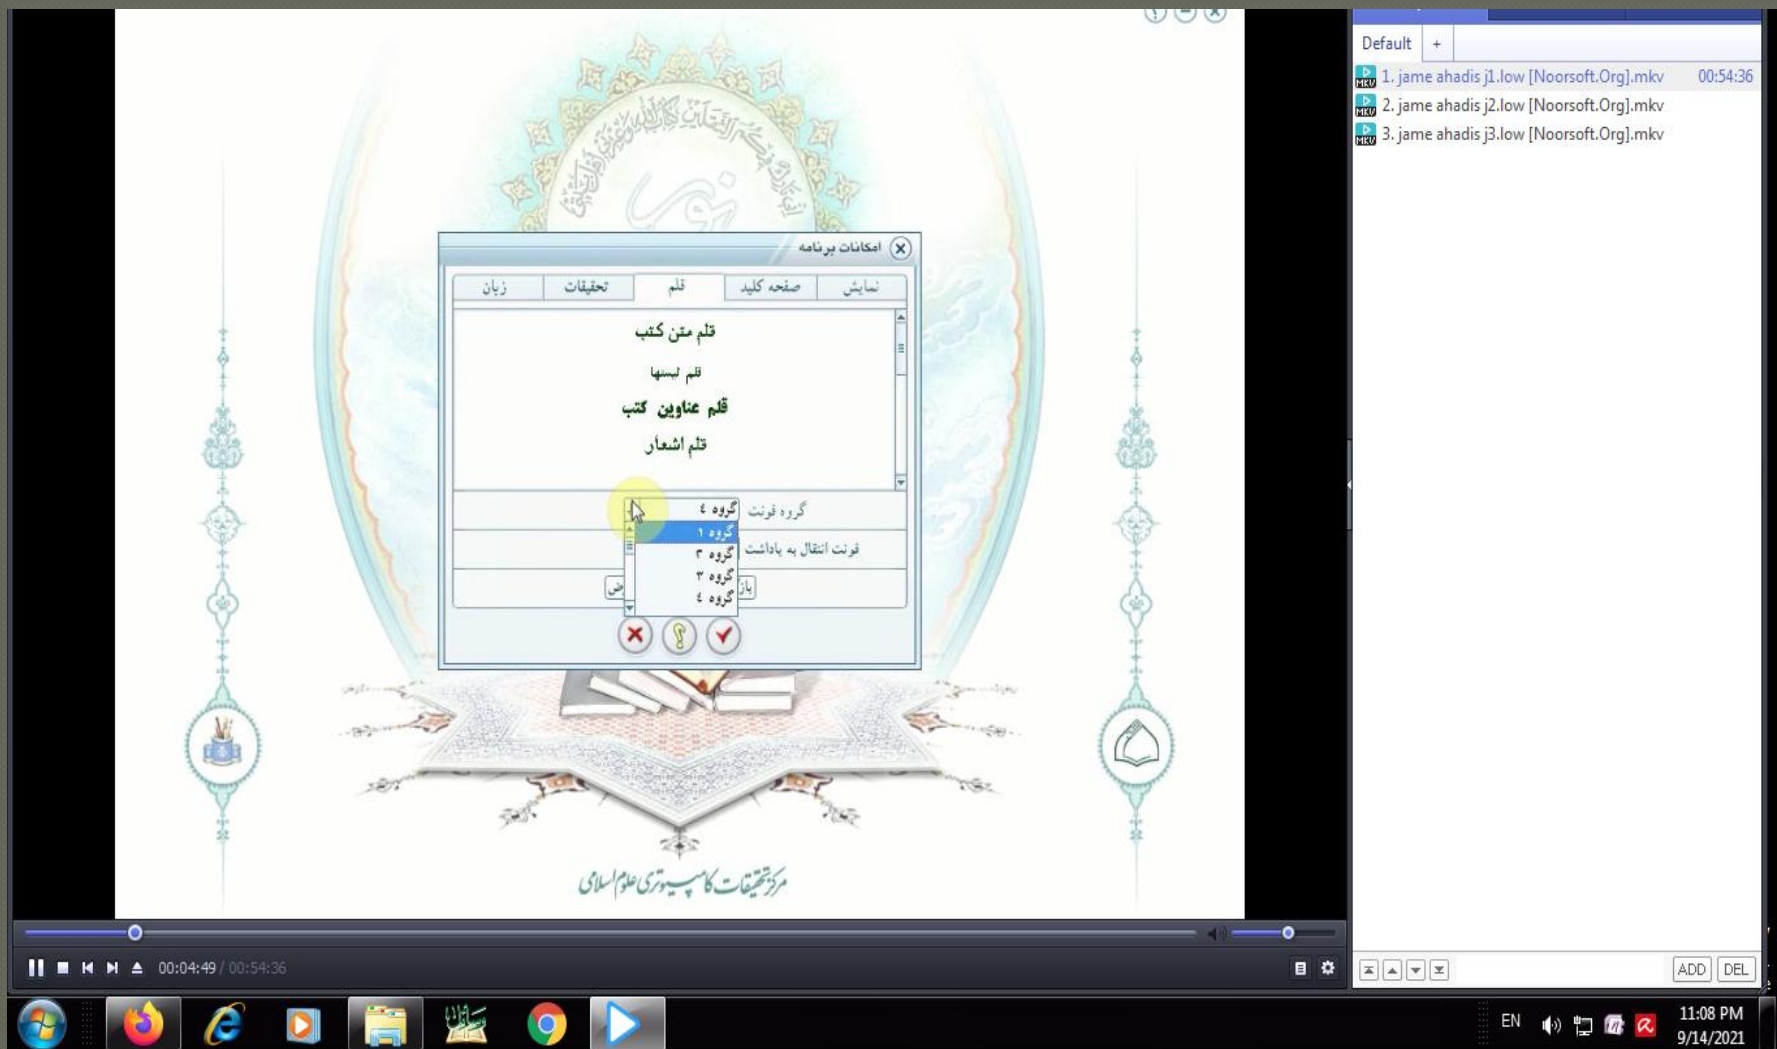 امکانات برنامه
نمایش
صفحه کلید
قلم
تحقیقات
زبان
قلم متن کتب
قلم لیستها
قلم عناوین کتب
قلم اشعار
گروه فونت
گروه ٤
گروه ١
گروه ٢
گروه ٣
گروه ٤
فونت انتقال به یاداشت
باز
ض
مرکز تحقیقات کامپیوتری علوم اسلامی
Default +
1. jame ahadis j1.low [Noorsoft.Org].mkv 00:54:36
2. jame ahadis j2.low [Noorsoft.Org].mkv
3. jame ahadis j3.low [Noorsoft.Org].mkv
00:04:49 / 00:54:36
ADD DEL
EN
11:08 PM
9/14/2021